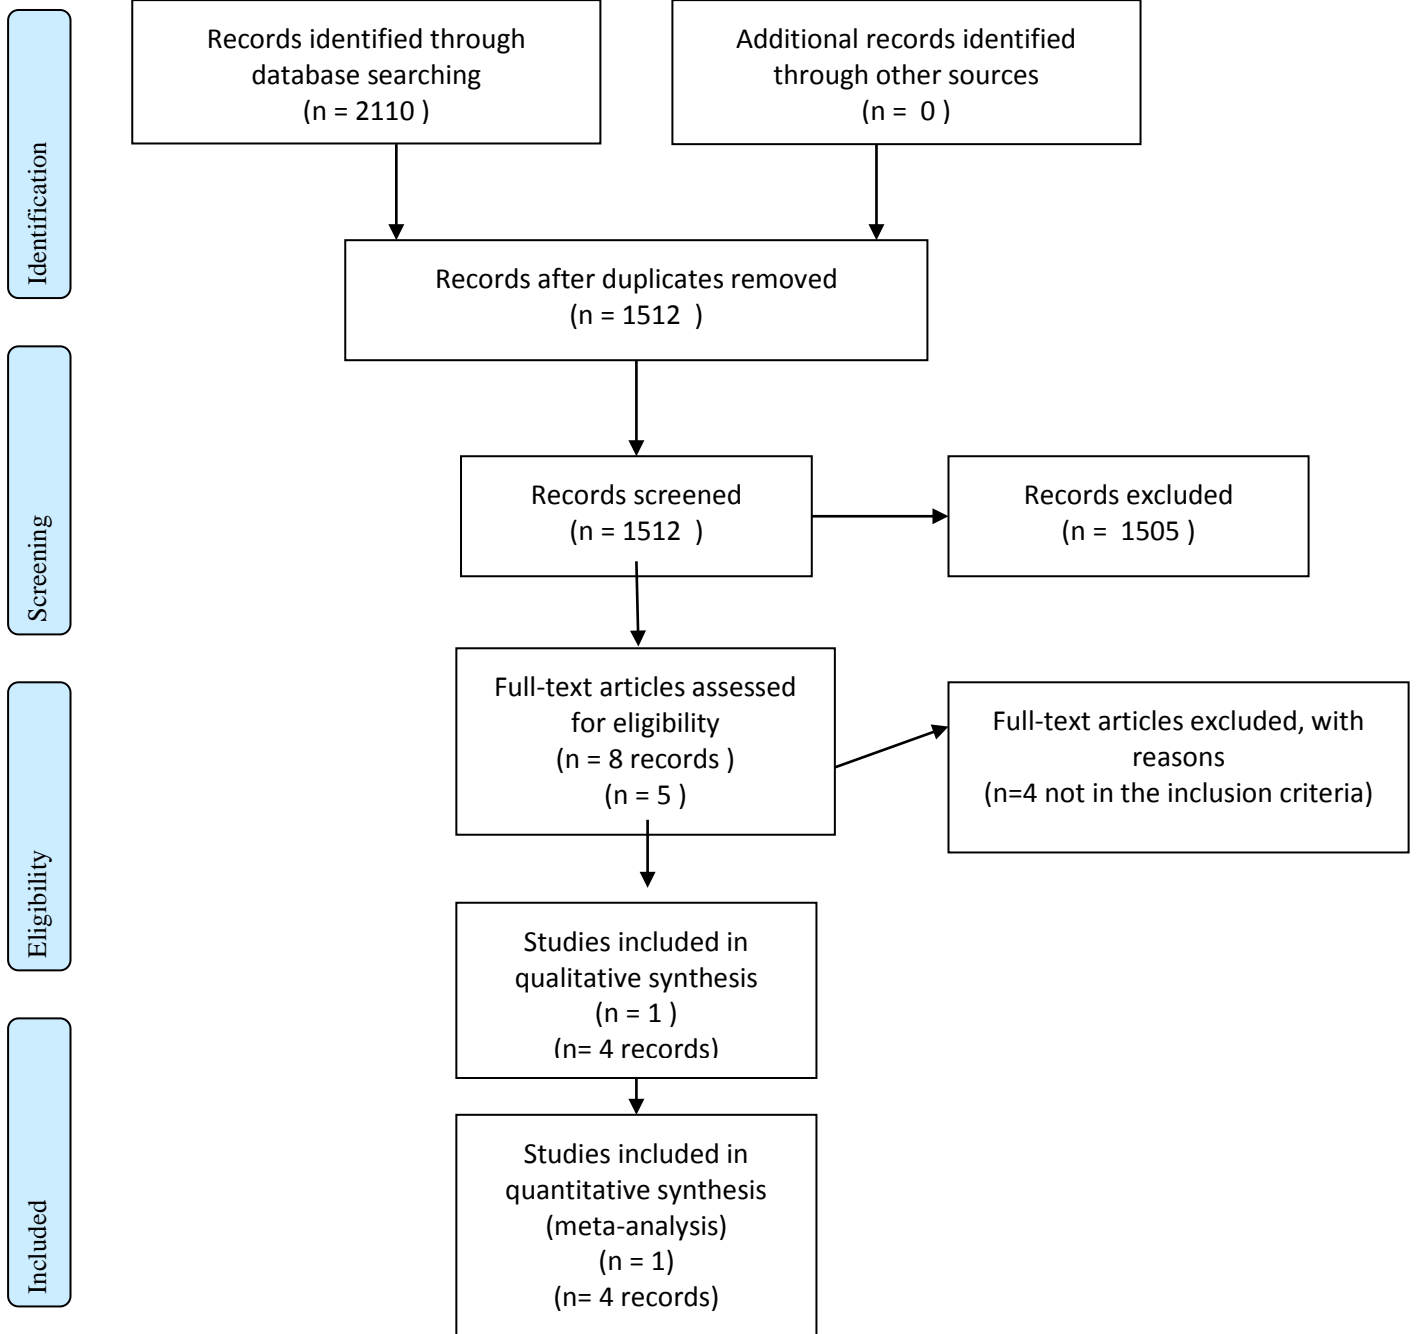 Identification
Records identified through
database searching
(n = 2110 )
Additional records identified
through other sources
(n =  0 )
Records after duplicates removed
(n = 1512  )
Screening
Records screened
(n = 1512  )
Records excluded
(n =  1505 )
Eligibility
Full-text articles assessed
for eligibility
(n = 8 records )
(n = 5 )
Full-text articles excluded, with
reasons
(n=4 not in the inclusion criteria)
Studies included in
qualitative synthesis
(n = 1 )
(n= 4 records)
Included
Studies included in
quantitative synthesis
(meta-analysis)
(n = 1)
(n= 4 records)